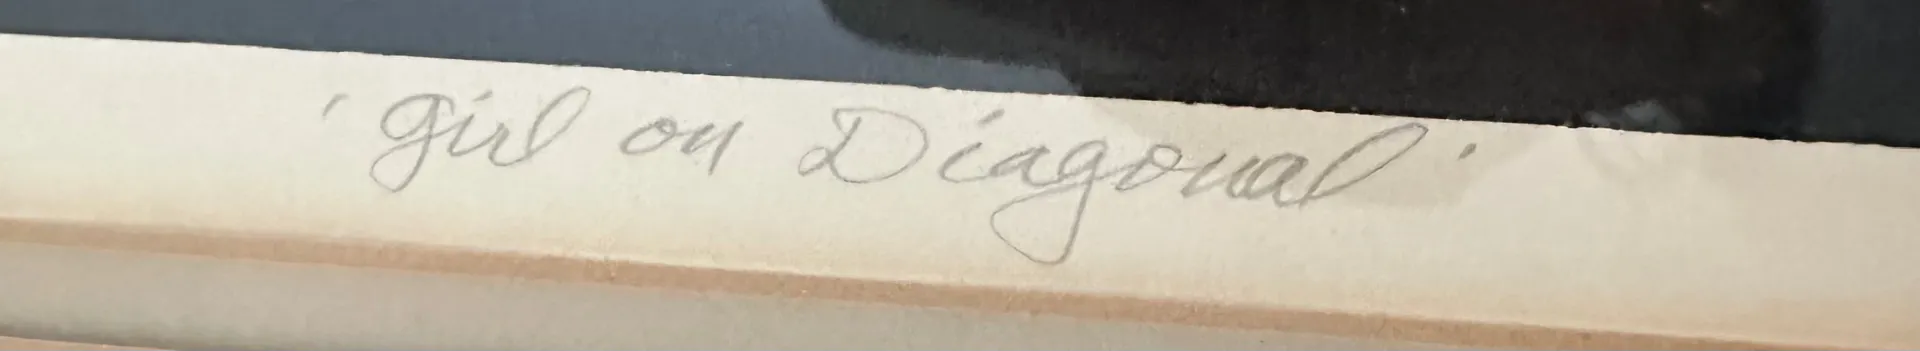 'Girl on Diagonal'